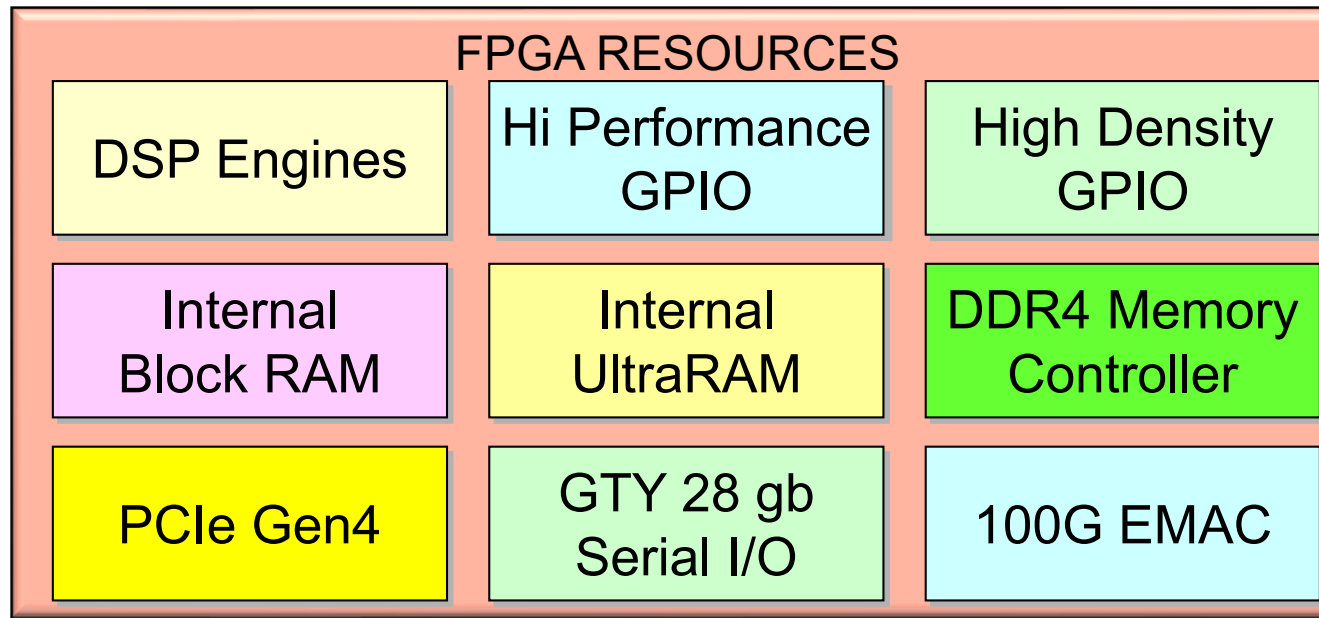 FPGA RESOURCES
DSP Engines
Hi Performance
GPIO
High Density
GPIO
Internal
Block RAM
Internal
UltraRAM
DDR4 Memory
Controller
PCIe Gen4
GTY 28 gb
Serial I/O
100G EMAC